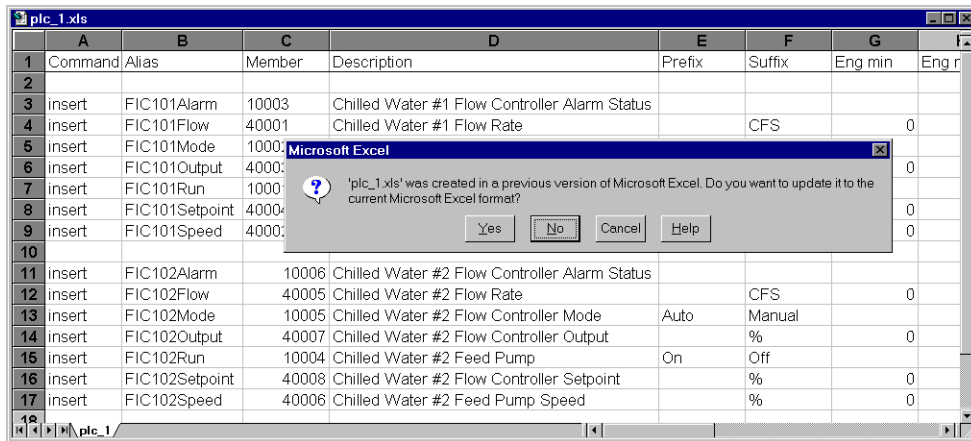 plc_1.xls
A B C D E F G
1 Command Alias Member Description Prefix Suffix Eng min Eng
2
3 insert FIC101Alarm 10003 Chilled Water #1 Flow Controller Alarm Status
4 insert FIC101Flow 40001 Chilled Water #1 Flow Rate CFS 0
5 insert FIC101Mode
Microsoft Excel
6 insert FIC101Output 0
'plc_1.xls' was created in a previous version of Microsoft Excel. Do you want to update it to the
7 insert FIC101Run
current Microsoft Excel format?
8 insert FIC101Setpoint 0
9 insert FIC101Speed 0
Yes No Cancel Help
10
11 insert FIC102Alarm 10006 Chilled Water #2 Flow Controller Alarm Status
12 insert FIC102Flow 40005 Chilled Water #2 Flow Rate CFS 0
13 insert FIC102Mode 10005 Chilled Water #2 Flow Controller Mode Auto Manual
14 insert FIC102Output 40007 Chilled Water #2 Flow Controller Output % 0
15 insert FIC102Run 10004 Chilled Water #2 Feed Pump On Off
16 insert FIC102Setpoint 40008 Chilled Water #2 Flow Controller Setpoint % 0
17 insert FIC102Speed 40006 Chilled Water #2 Feed Pump Speed % 0
18
plc_1